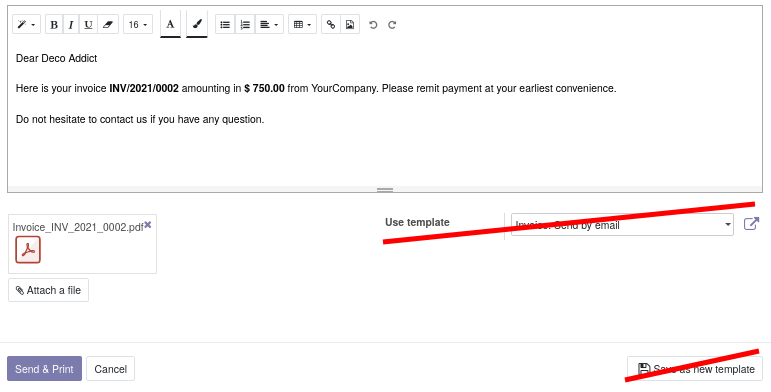 B I U 16 A
Dear Deco Addict
Here is your invoice INV/2021/0002 amounting in $ 750.00 from YourCompany. Please remit payment at your earliest convenience.
Do not hesitate to contact us if you have any question.
Invoice_INV_2021_0002.pdf
Use template
Invoice: Send by email
Attach a file
Send & Print
Cancel
Save as new template